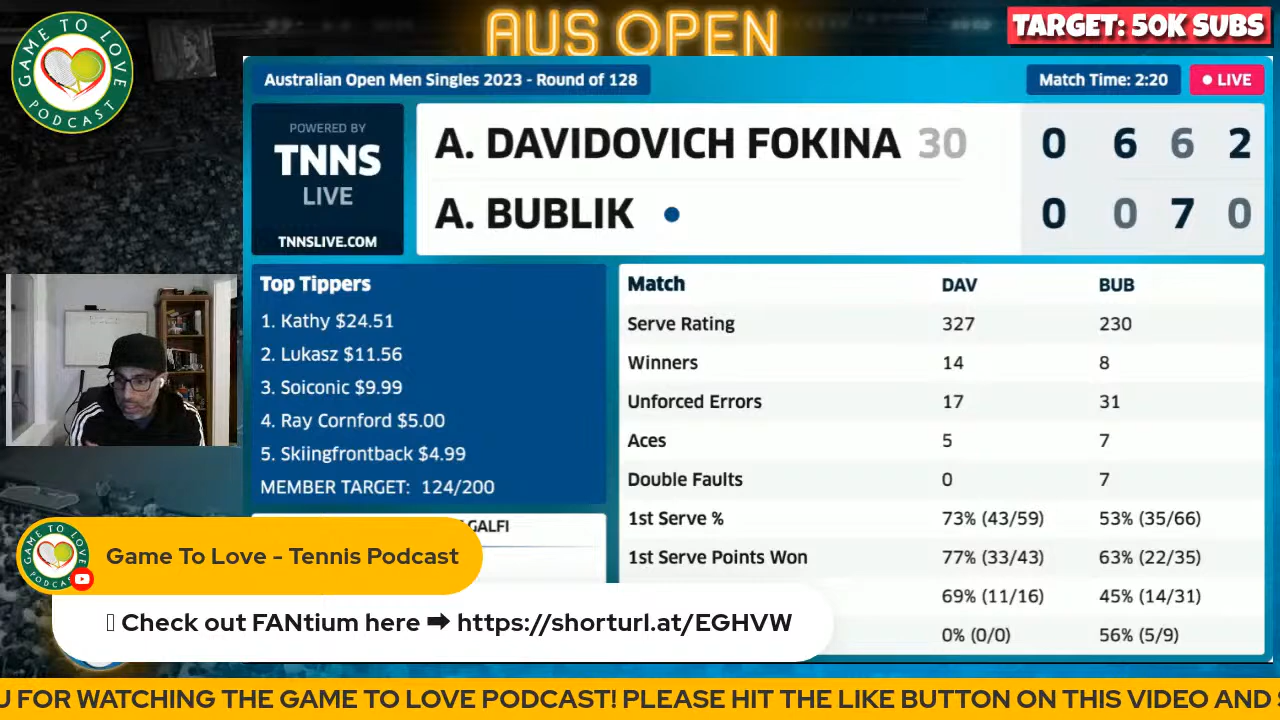 AUS OPEN
TARGET: 50K SUBS
GAME TO LOVE
PODCAST
Australian Open Men Singles 2023 - Round of 128
Match Time: 2:20
LIVE
POWERED BY
TNNS
LIVE
TNNSLIVE.COM
A. DAVIDOVICH FOKINA 30 0 6 6 2
A. BUBLIK 0 0 7 0
Top Tippers
1. Kathy $24.51
2. Lukasz $11.56
3. Soiconic $9.99
4. Ray Cornford $5.00
5. Skiingfrontback $4.99
MEMBER TARGET: 124/200
GALFI
Match DAV BUB
Serve Rating 327 230
Winners 14 8
Unforced Errors 17 31
Aces 5 7
Double Faults 0 7
1st Serve % 73% (43/59) 53% (35/66)
1st Serve Points Won 77% (33/43) 63% (22/35)
69% (11/16) 45% (14/31)
0% (0/0) 56% (5/9)
GAME TO LOVE
PODCAST
Game To Love - Tennis Podcast
Check out FANtium here ➡ https://shorturl.at/EGHVW
U FOR WATCHING THE GAME TO LOVE PODCAST! PLEASE HIT THE LIKE BUTTON ON THIS VIDEO AND